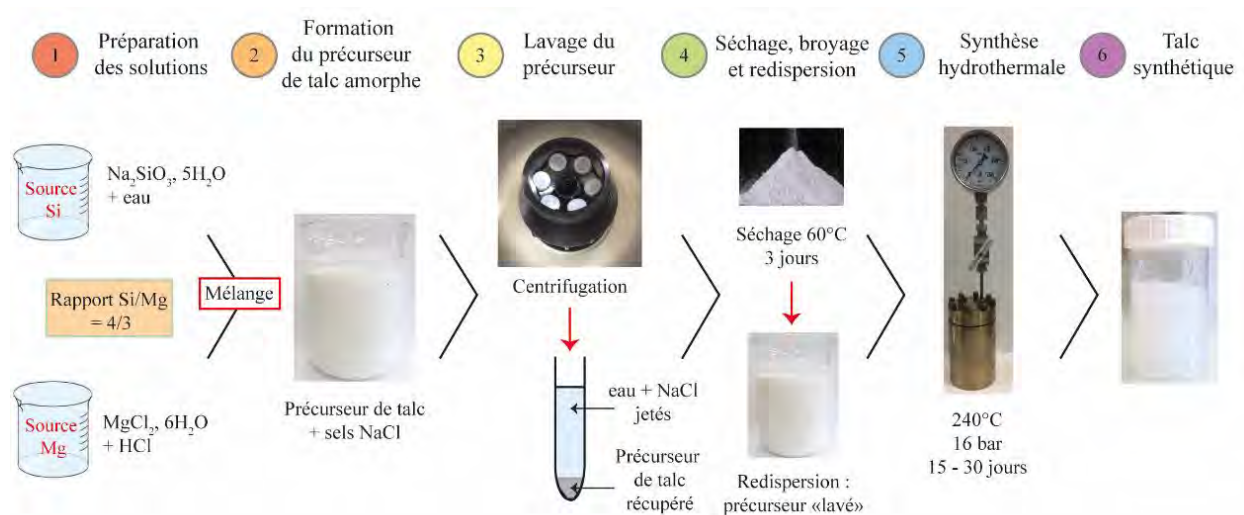 1
Préparation
des solutions
2
Formation
du précurseur
de talc amorphe
3
Lavage du
précurseur
4
Séchage, broyage
et redispersion
5
Synthèse
hydrothermale
6
Talc
synthétique
Source
Si
Na₂SiO₃, 5H₂O
+ eau
Rapport Si/Mg
= 4/3
Mélange
Source
Mg
MgCl₂, 6H₂O
+ HCl
Précurseur de talc
+ sels NaCl
Centrifugation
eau + NaCl
jetés
Précurseur
de talc
récupéré
Séchage 60°C
3 jours
Redispersion :
précurseur «lavé»
240°C
16 bar
15 - 30 jours